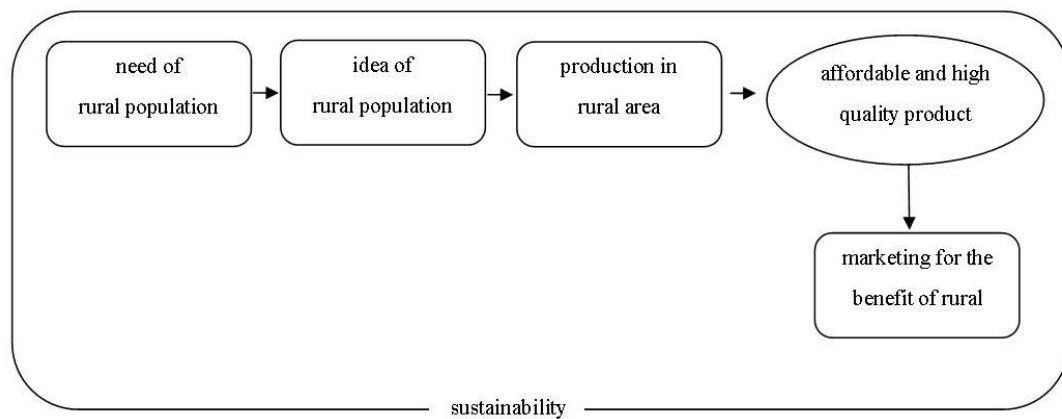 need of
rural population
idea of
rural population
production in
rural area
affordable and high
quality product
marketing for the
benefit of rural
sustainability